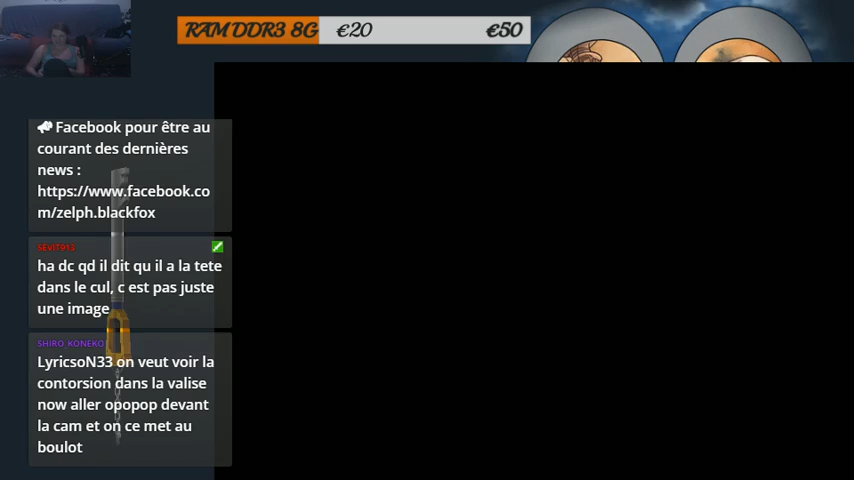 RAM DDR3 8G €20 €50
Facebook pour être au
courant des dernières
news :
https://www.facebook.co
m/zelph.blackfox
SEVIT013
ha dc qd il dit qu il a la tete
dans le cul, c est pas juste
une image
SHIRO KONEKO
LyricsoN33 on veut voir la
contorsion dans la valise
now aller opopop devant
la cam et on ce met au
boulot